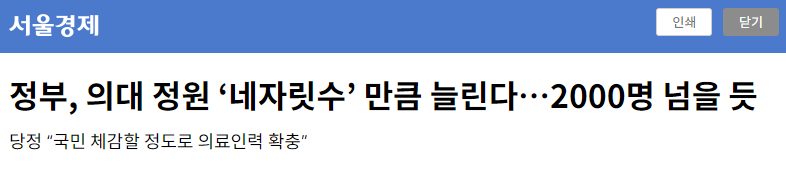 서울경제
인쇄 닫기
정부, 의대 정원 ‘네자릿수’ 만큼 늘린다…2000명 넘을 듯
당정 “국민 체감할 정도로 의료인력 확충”